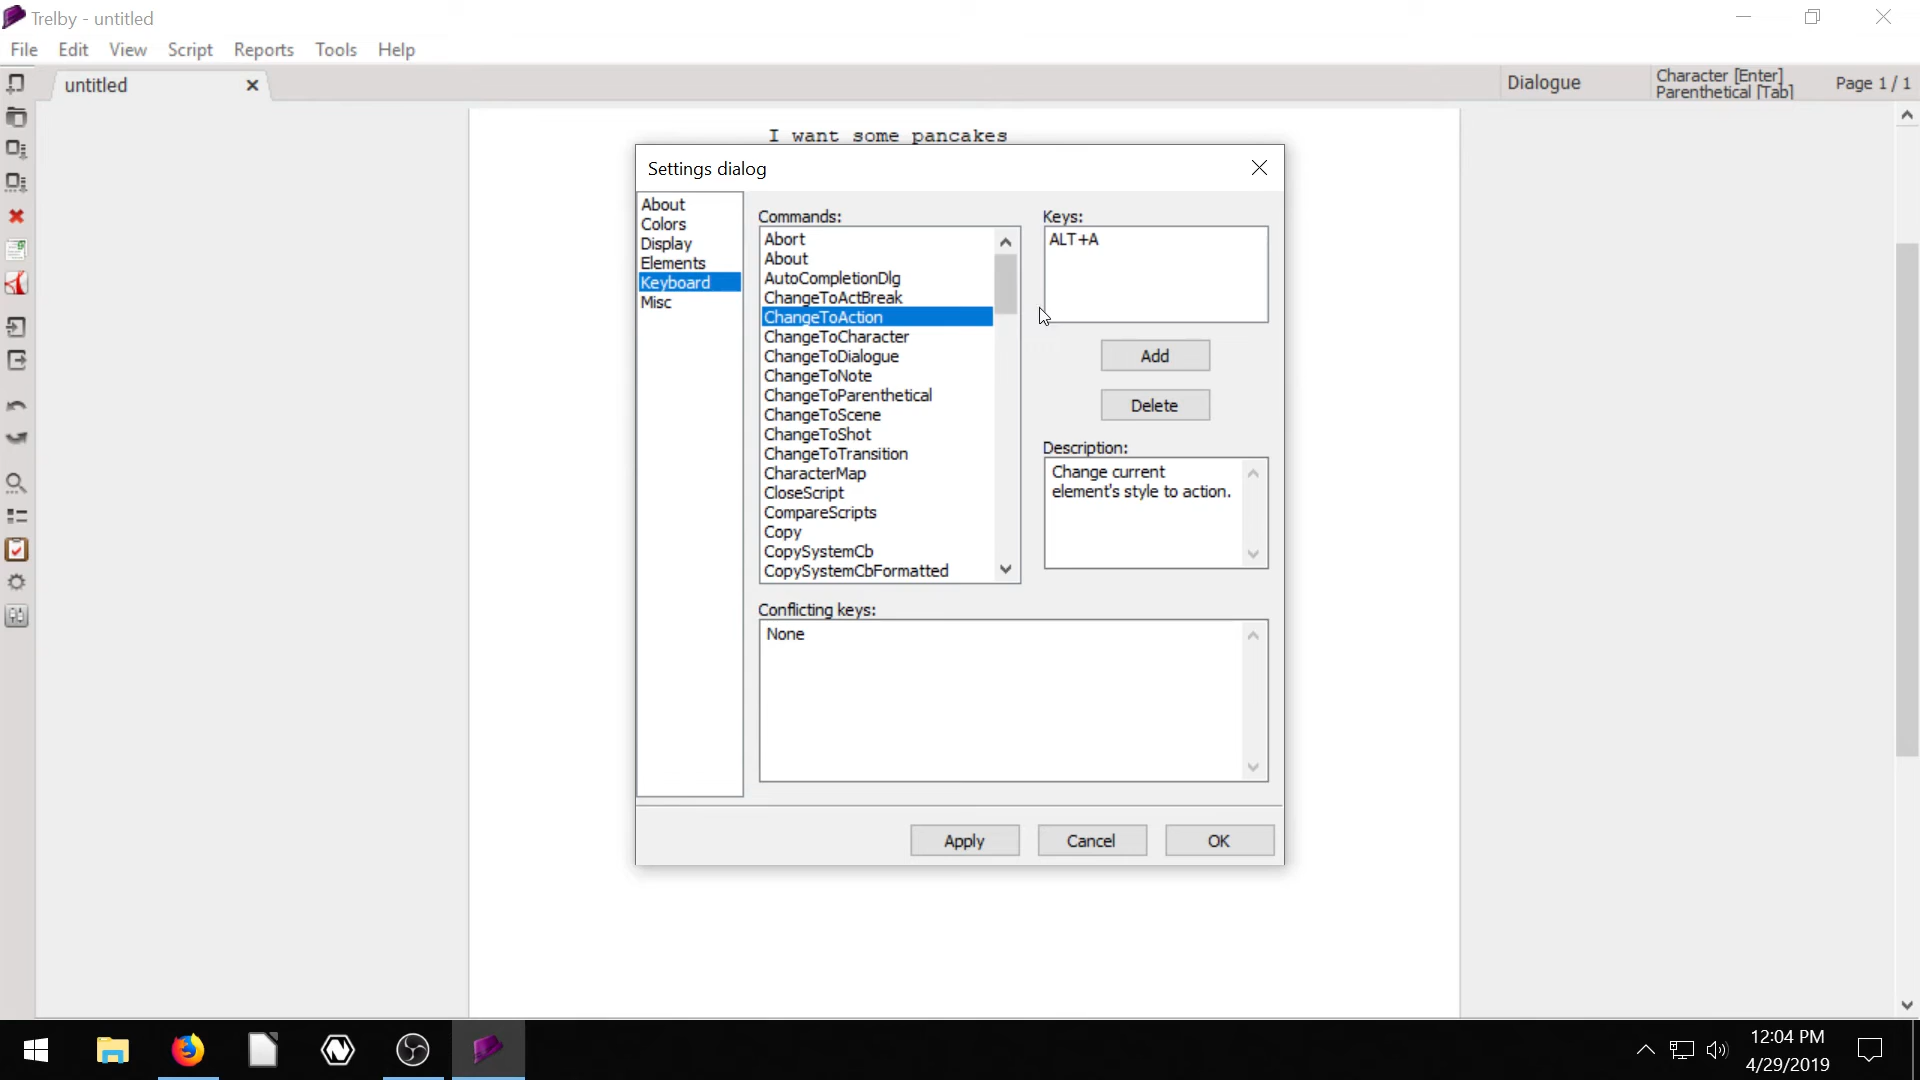 Trelby - untitled
File Edit View Script Reports Tools Help
untitled
Dialogue
Character [Enter]
Parenthetical [Tab]
Page 1 / 1
I want some pancakes
Settings dialog
About
Colors
Display
Elements
Keyboard
Misc
Commands:
Abort
About
AutoCompletionDlg
ChangeToActBreak
ChangeToAction
ChangeToCharacter
ChangeToDialogue
ChangeToNote
ChangeToParenthetical
ChangeToScene
ChangeToShot
ChangeToTransition
CharacterMap
CloseScript
CompareScripts
Copy
CopySystemCb
CopySystemCbFormatted
Keys:
ALT+A
Add
Delete
Description:
Change current
element's style to action.
Conflicting keys:
None
Apply Cancel OK
12:04 PM
4/29/2019